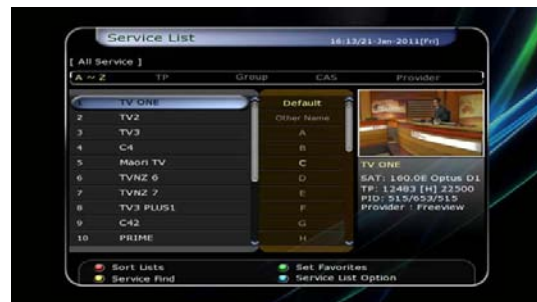 Service List
16:13/21-Jan-2011[Fri]
[ All Service ]
A ~ Z TP Group CAS Provider
1 TV ONE
2 TV2
3 TV3
4 C4
5 Maori TV
6 TVNZ 6
7 TVNZ 7
8 TV3 PLUS1
9 C42
10 PRIME
Default
Other Name
A
B
C
D
E
F
G
H
TV ONE
SAT: 160.0E Optus D1
TP: 12483 [H] 22500
PID: 515/653/515
Provider : Freeview
Sort Lists
Set Favorites
Service Find
Service List Option